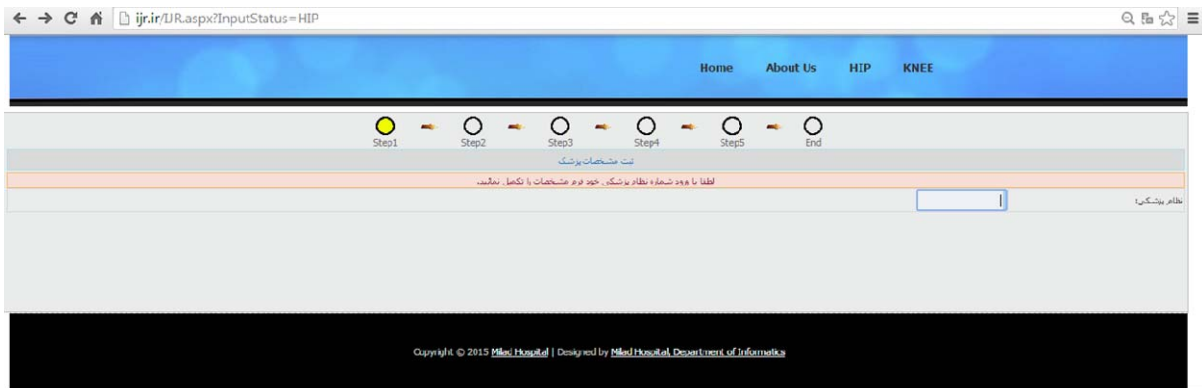 ijr.ir/IJR.aspx?InputStatus=HIP
Home About Us HIP KNEE
Step1 Step2 Step3 Step4 Step5 End
ثبت مشخصات پزشک
لطفا با ورود شماره نظام پزشکی خود فرم مشخصات را تکمیل نمائید.
نظام پزشکی:
Copyright © 2015 Milad Hospital | Designed by Milad Hospital, Department of Informatics